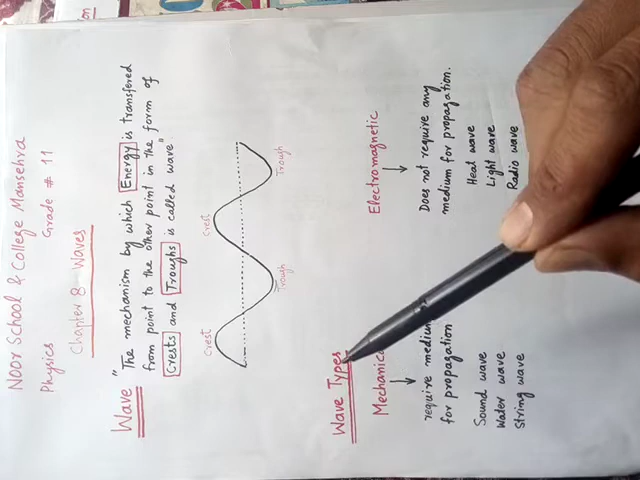 Noor School & College Mansehra
Physics Grade # 11
Chapter 8 Waves
Wave "The mechanism by which Energy is transfered
from point to the other point in the form of
Crests and Troughs is called wave"
Crest Crest
Trough Trough
Wave Types
Mechanical Electromagnetic
require medium Does not require any
for propagation medium for propagation.
Sound wave Heat wave
Water wave Light wave
String wave Radio wave